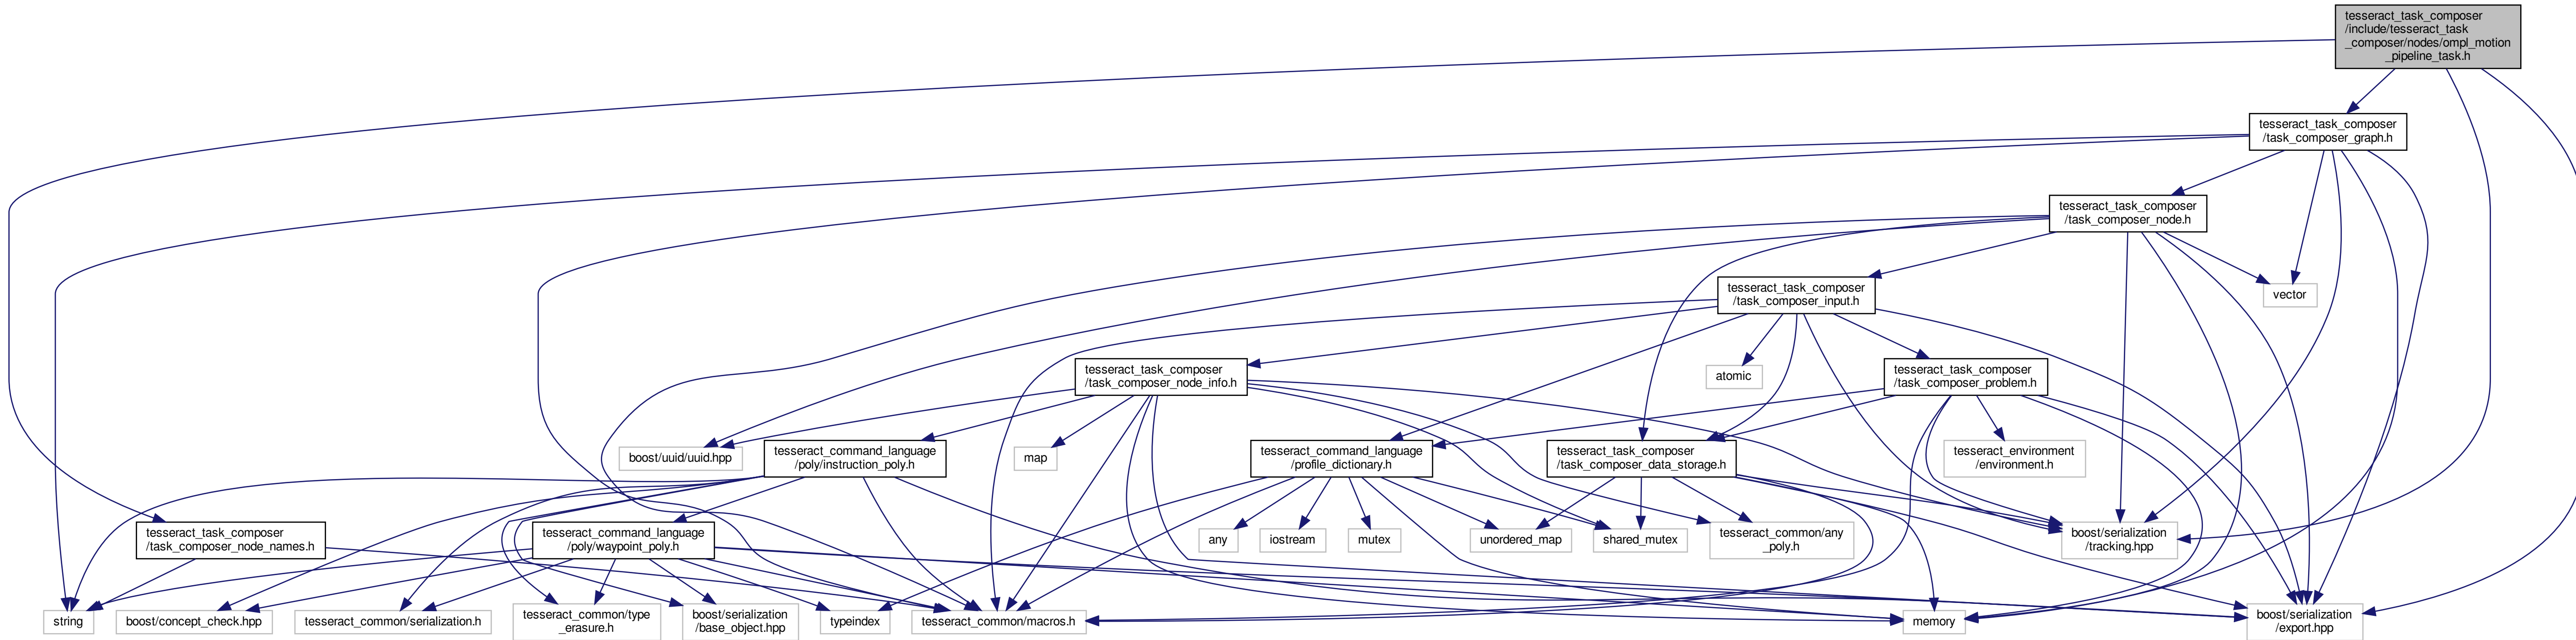 tesseract_task_composer
/include/tesseract_task
_composer/nodes/ompl_motion
_pipeline_task.h
tesseract_task_composer
/task_composer_graph.h
tesseract_task_composer
/task_composer_node.h
tesseract_task_composer
/task_composer_input.h
vector
tesseract_task_composer
/task_composer_node_info.h
atomic
tesseract_task_composer
/task_composer_problem.h
boost/uuid/uuid.hpp
tesseract_command_language
/poly/instruction_poly.h
map
tesseract_command_language
/profile_dictionary.h
tesseract_task_composer
/task_composer_data_storage.h
tesseract_environment
/environment.h
tesseract_task_composer
/task_composer_node_names.h
tesseract_command_language
/poly/waypoint_poly.h
any
iostream
mutex
unordered_map
shared_mutex
tesseract_common/any
_poly.h
boost/serialization
/tracking.hpp
string
boost/concept_check.hpp
tesseract_common/serialization.h
tesseract_common/type
_erasure.h
boost/serialization
/base_object.hpp
typeindex
tesseract_common/macros.h
memory
boost/serialization
/export.hpp